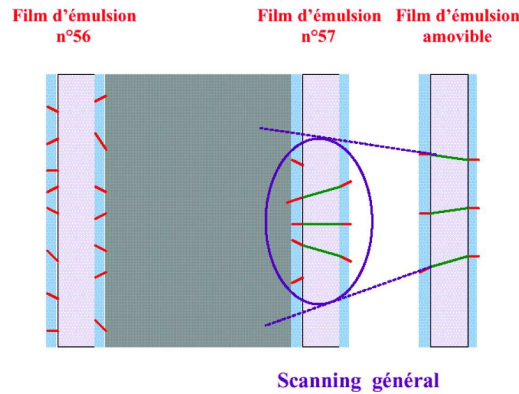 Film d'émulsion
n°56
Film d'émulsion
n°57
Film d'émulsion
amovible
Scanning général